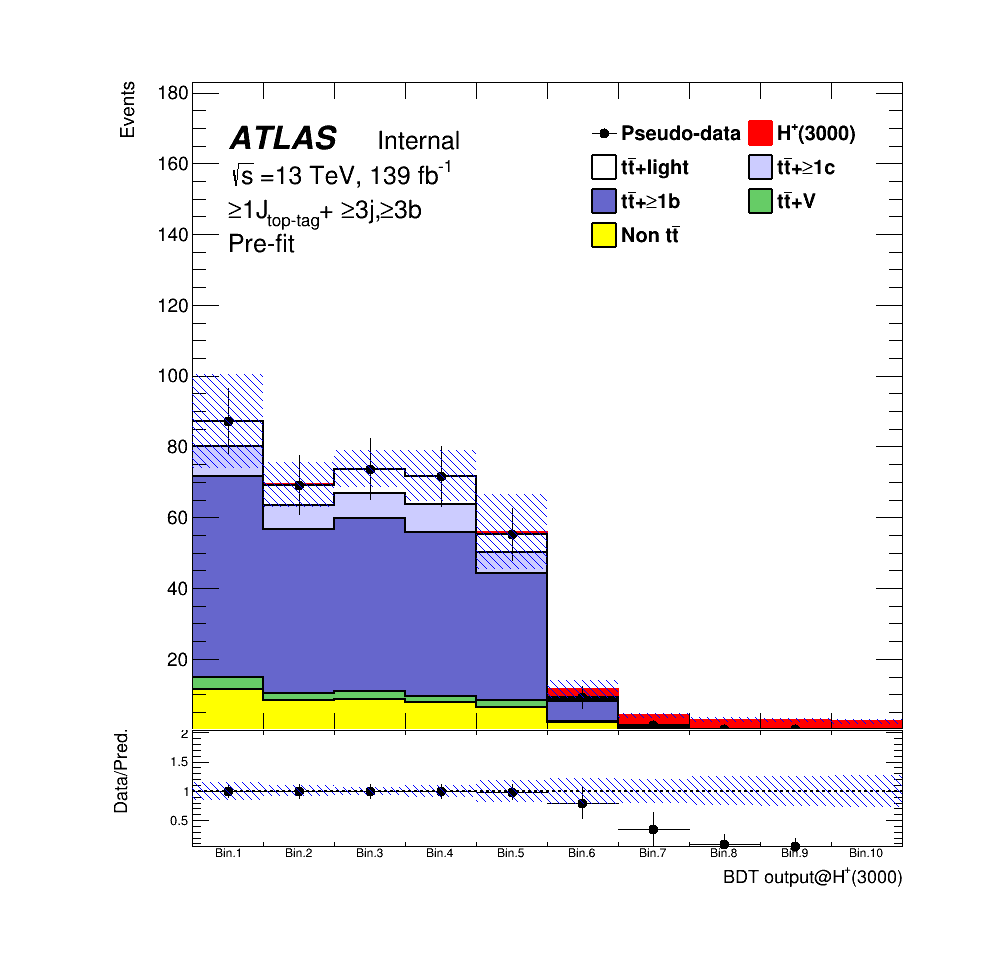 Events
180
160
140
120
100
80
60
40
20
ATLAS Internal
√s =13 TeV, 139 fb⁻¹
≥1J_top-tag+ ≥3j,≥3b
Pre-fit
Pseudo-data H⁺(3000)
tt̄+light tt̄+≥1c
tt̄+≥1b tt̄+V
Non tt̄
Data/Pred.
2
1.5
1
0.5
Bin.1 Bin.2 Bin.3 Bin.4 Bin.5 Bin.6 Bin.7 Bin.8 Bin.9 Bin.10
BDT output@H⁺(3000)